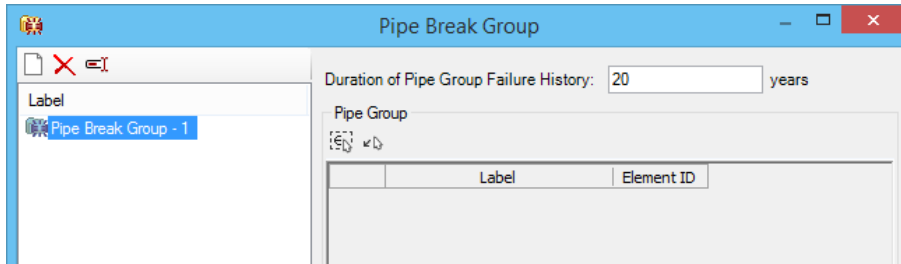 Pipe Break Group
Duration of Pipe Group Failure History: 20 years
Label
Pipe Break Group - 1
Pipe Group
Label Element ID